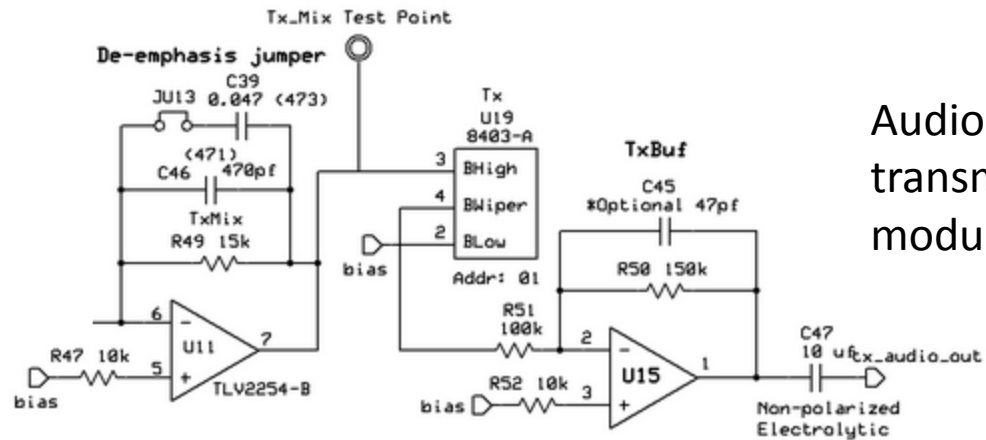 Tx_Mix Test Point
De-emphasis jumper
JU13
C39
0.047 (473)
(471)
C46
470pf
TxMix
R49 15k
6
-
U11
7
5
+
R47 10k
bias
TLV2254-B
Tx
U19
8403-A
3
BHigh
4
BWiper
2
BLow
bias
Addr: 01
TxBuf
C45
*Optional 47pf
R50 150k
R51
100k
2
-
U15
1
3
+
R52 10k
bias
C47
10 uf
tx_audio_out
Non-polarized
Electrolytic
Audio
transm
modu